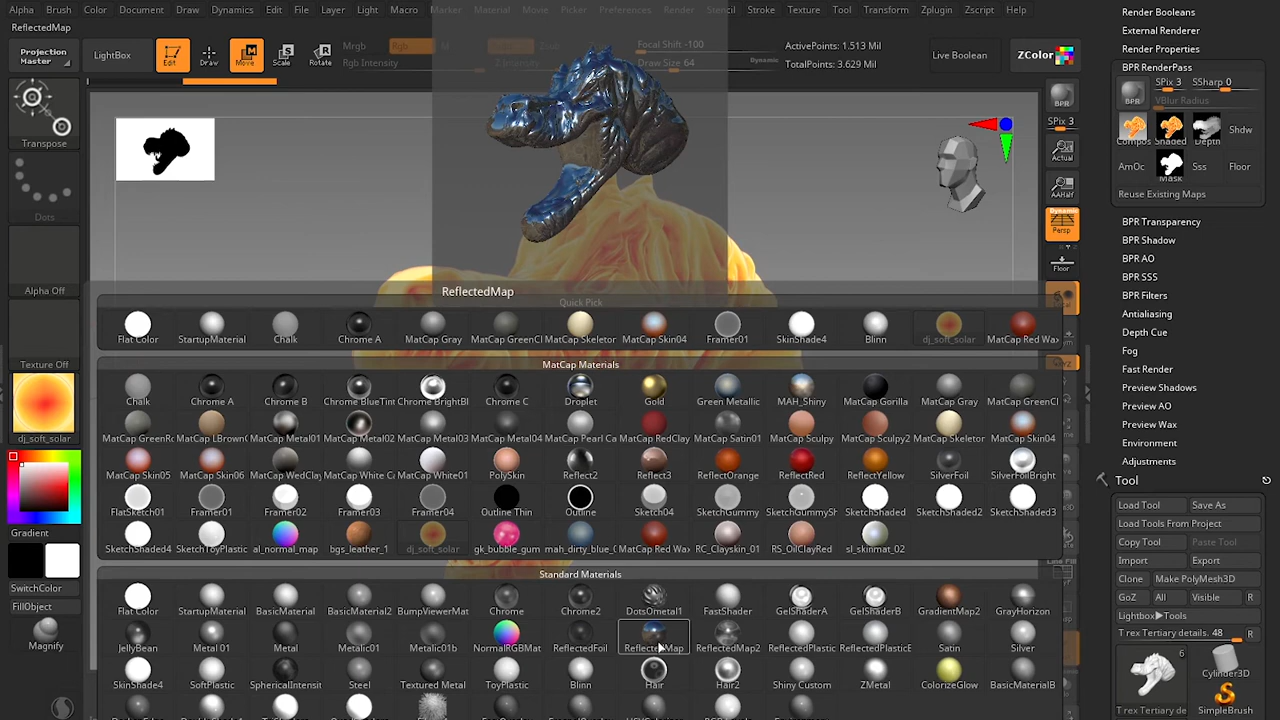 Alpha Brush Color Document Draw Dynamics Edit File Layer Light Macro Marker Material Movie Picker Preferences Render Stencil Stroke Texture Tool Transform Zplugin Zscript Help
ReflectedMap
Projection Master
LightBox
Edit
Draw
Move
Scale
Rotate
Mrgb Rgb M
Rgb Intensity
Z Intensity
Focal Shift -100
Draw Size 64
Dynamic
ActivePoints: 1.513 Mil
TotalPoints: 3.629 Mil
Live Boolean
ZColor
Transpose
Dots
Alpha Off
Texture Off
dj_soft_solar
Gradient
SwitchColor
FillObject
Magnify
ReflectedMap
Quick Pick
Flat Color StartupMaterial Chalk Chrome A MatCap Gray MatCap GreenCl MatCap Skeletor MatCap Skin04 Framer01 SkinShade4 Blinn dj_soft_solar MatCap Red Wax
MatCap Materials
Chalk Chrome A Chrome B Chrome BlueTint Chrome BrightBl Chrome C Droplet Gold Green Metallic MAH_Shiny MatCap Gorilla MatCap Gray MatCap GreenCl
MatCap GreenRo MatCap LBrownC MatCap Metal01 MatCap Metal02 MatCap Metal03 MatCap Metal04 MatCap Pearl Ca MatCap RedClay MatCap Satin01 MatCap Sculpy MatCap Sculpy2 MatCap Skeletor MatCap Skin04
MatCap Skin05 MatCap Skin06 MatCap WedClay MatCap White Ca MatCap White01 PolySkin Reflect2 Reflect3 ReflectOrange ReflectRed ReflectYellow SilverFoil SilverFoilBright
FlatSketch01 Framer01 Framer02 Framer03 Framer04 Outline Thin Outline Sketch04 SketchGummy SketchGummySh SketchShaded SketchShaded2 SketchShaded3
SketchShaded4 SketchToyPlastic al_normal_map bgs_leather_1 dj_soft_solar gk_bubble_gum mah_dirty_blue_ MatCap Red Wax RC_Clayskin_01 RS_OilClayRed sl_skinmat_02
Standard Materials
Flat Color StartupMaterial BasicMaterial BasicMaterial2 BumpViewerMat Chrome Chrome2 DotsOmetal1 FastShader GelShaderA GelShaderB GradientMap2 GrayHorizon
JellyBean Metal 01 Metal Metalic01 Metalic01b NormalRGBMat ReflectedFoil ReflectedMap ReflectedMap2 ReflectedPlastic ReflectedPlasticE Satin Silver
SkinShade4 SoftPlastic SphericalIntensit Steel Textured Metal ToyPlastic Blinn Hair Hair2 Shiny Custom ZMetal ColorizeGlow BasicMaterialB
BPR
SPix 3
Actual
AAHalf
Dynamic
Persp
Floor
Line Fill
Render Booleans
External Renderer
Render Properties
BPR RenderPass
BPR
SPix 3 SSharp 0
VBlur Radius
Compos Shaded Depth Shdw
AmOc Mask Sss Floor
Reuse Existing Maps
BPR Transparency
BPR Shadow
BPR AO
BPR SSS
BPR Filters
Antialiasing
Depth Cue
Fog
Fast Render
Preview Shadows
Preview AO
Preview Wax
Environment
Adjustments
Tool
Load Tool Save As
Load Tools From Project
Copy Tool Paste Tool
Import Export
Clone Make PolyMesh3D
GoZ All Visible R
Lightbox▶Tools
T rex Tertiary details. 48 R
6
Cylinder3D
T rex Tertiary de SimpleBrush